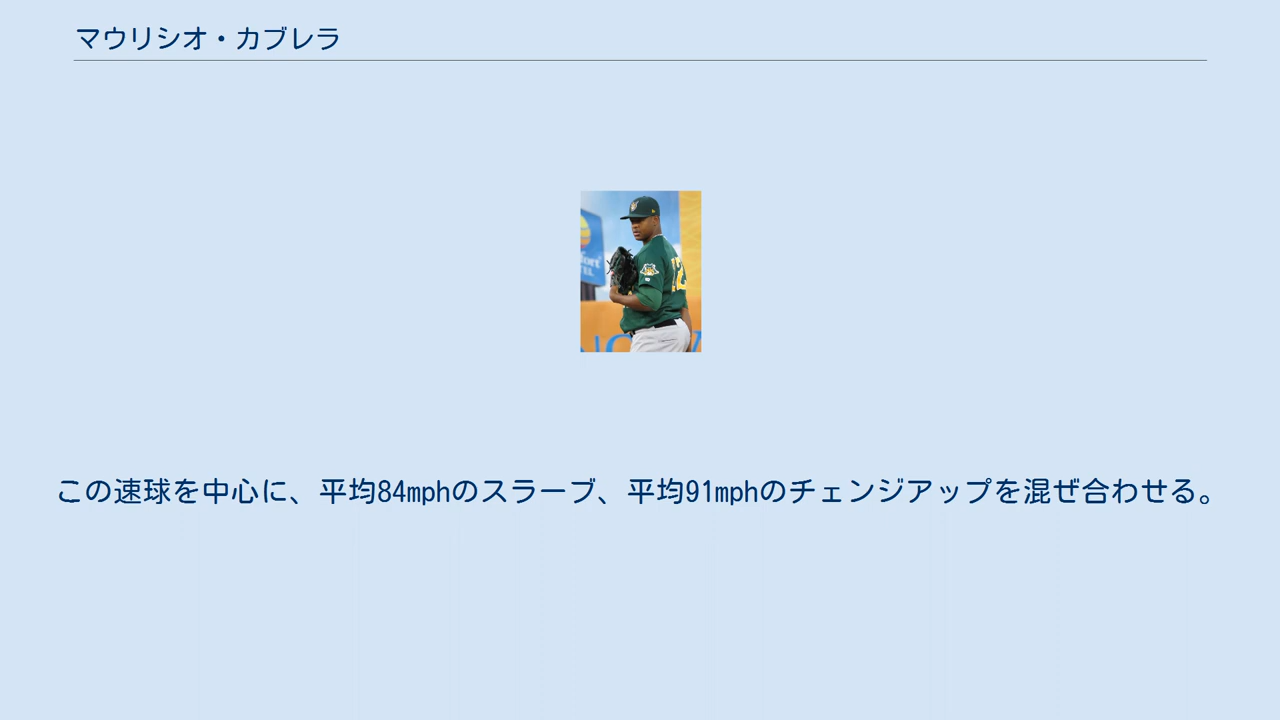 マウリシオ・カブレラ
この速球を中心に、平均84mphのスラーブ、平均91mphのチェンジアップを混ぜ合わせる。